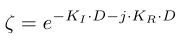 ζ = e^{-K_I · D - j · K_R · D}